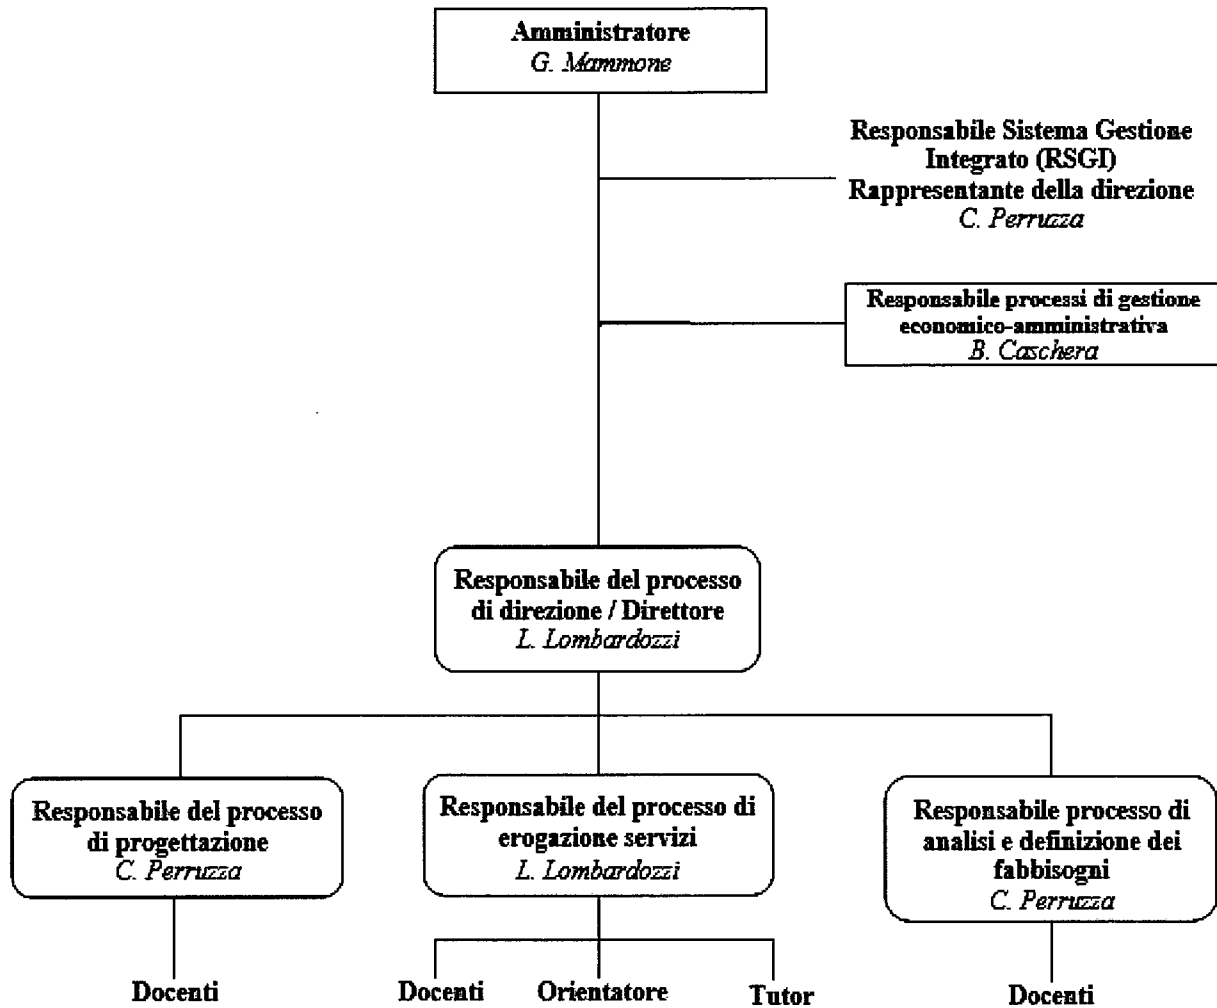 Amministratore
G. Mammone
Responsabile Sistema Gestione
Integrato (RSGI)
Rappresentante della direzione
C. Perruzza
Responsabile processi di gestione
economico-amministrativa
B. Caschera
Responsabile del processo
di direzione / Direttore
L. Lombardozzi
Responsabile del processo
di progettazione
C. Perruzza
Responsabile del processo di
erogazione servizi
L. Lombardozzi
Responsabile processo di
analisi e definizione dei
fabbisogni
C. Perruzza
Docenti
Docenti
Orientatore
Tutor
Docenti